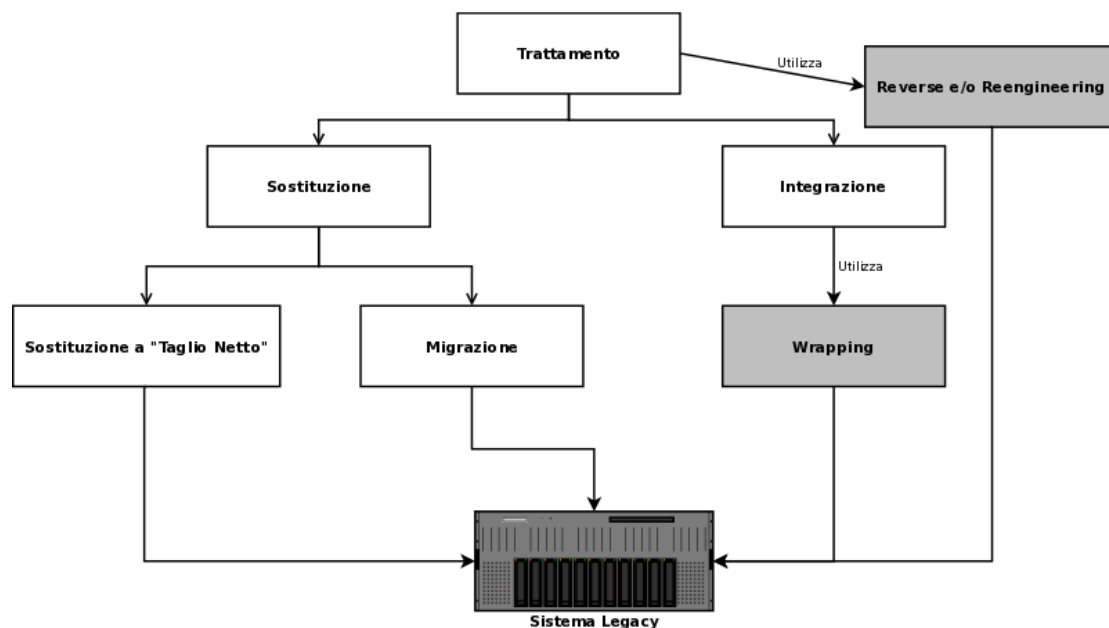 Trattamento
Utilizza
Reverse e/o Reengineering
Sostituzione
Integrazione
Utilizza
Sostituzione a "Taglio Netto"
Migrazione
Wrapping
Sistema Legacy